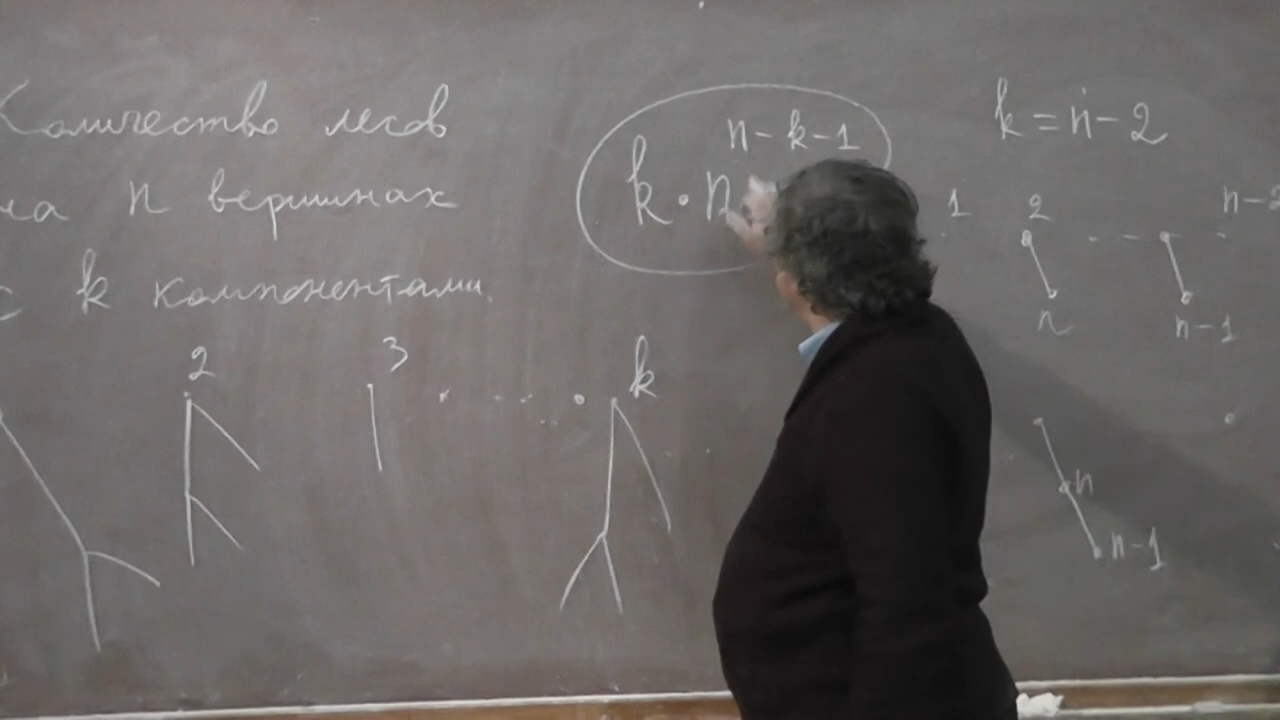 Количество лесов
на n вершинах
с k компонентами.
k · n^{n-k-1}
k = n-2
1 2 n-2
n n-1
2 3 k
n
n-1